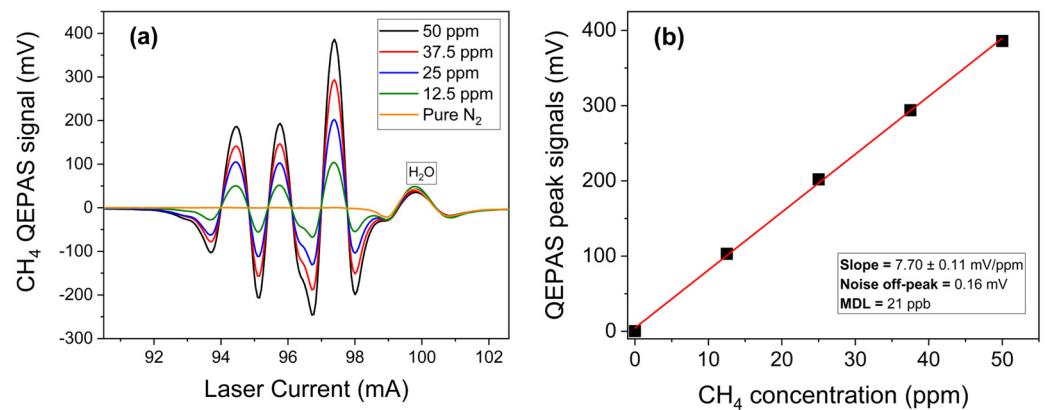 (a)
50 ppm
37.5 ppm
25 ppm
12.5 ppm
Pure N₂
H₂O
400
300
200
100
0
-100
-200
-300
CH₄ QEPAS signal (mV)
92
94
96
98
100
102
Laser Current (mA)
(b)
400
300
200
100
0
QEPAS peak signals (mV)
Slope = 7.70 ± 0.11 mV/ppm
Noise off-peak = 0.16 mV
MDL = 21 ppb
0
10
20
30
40
50
CH₄ concentration (ppm)